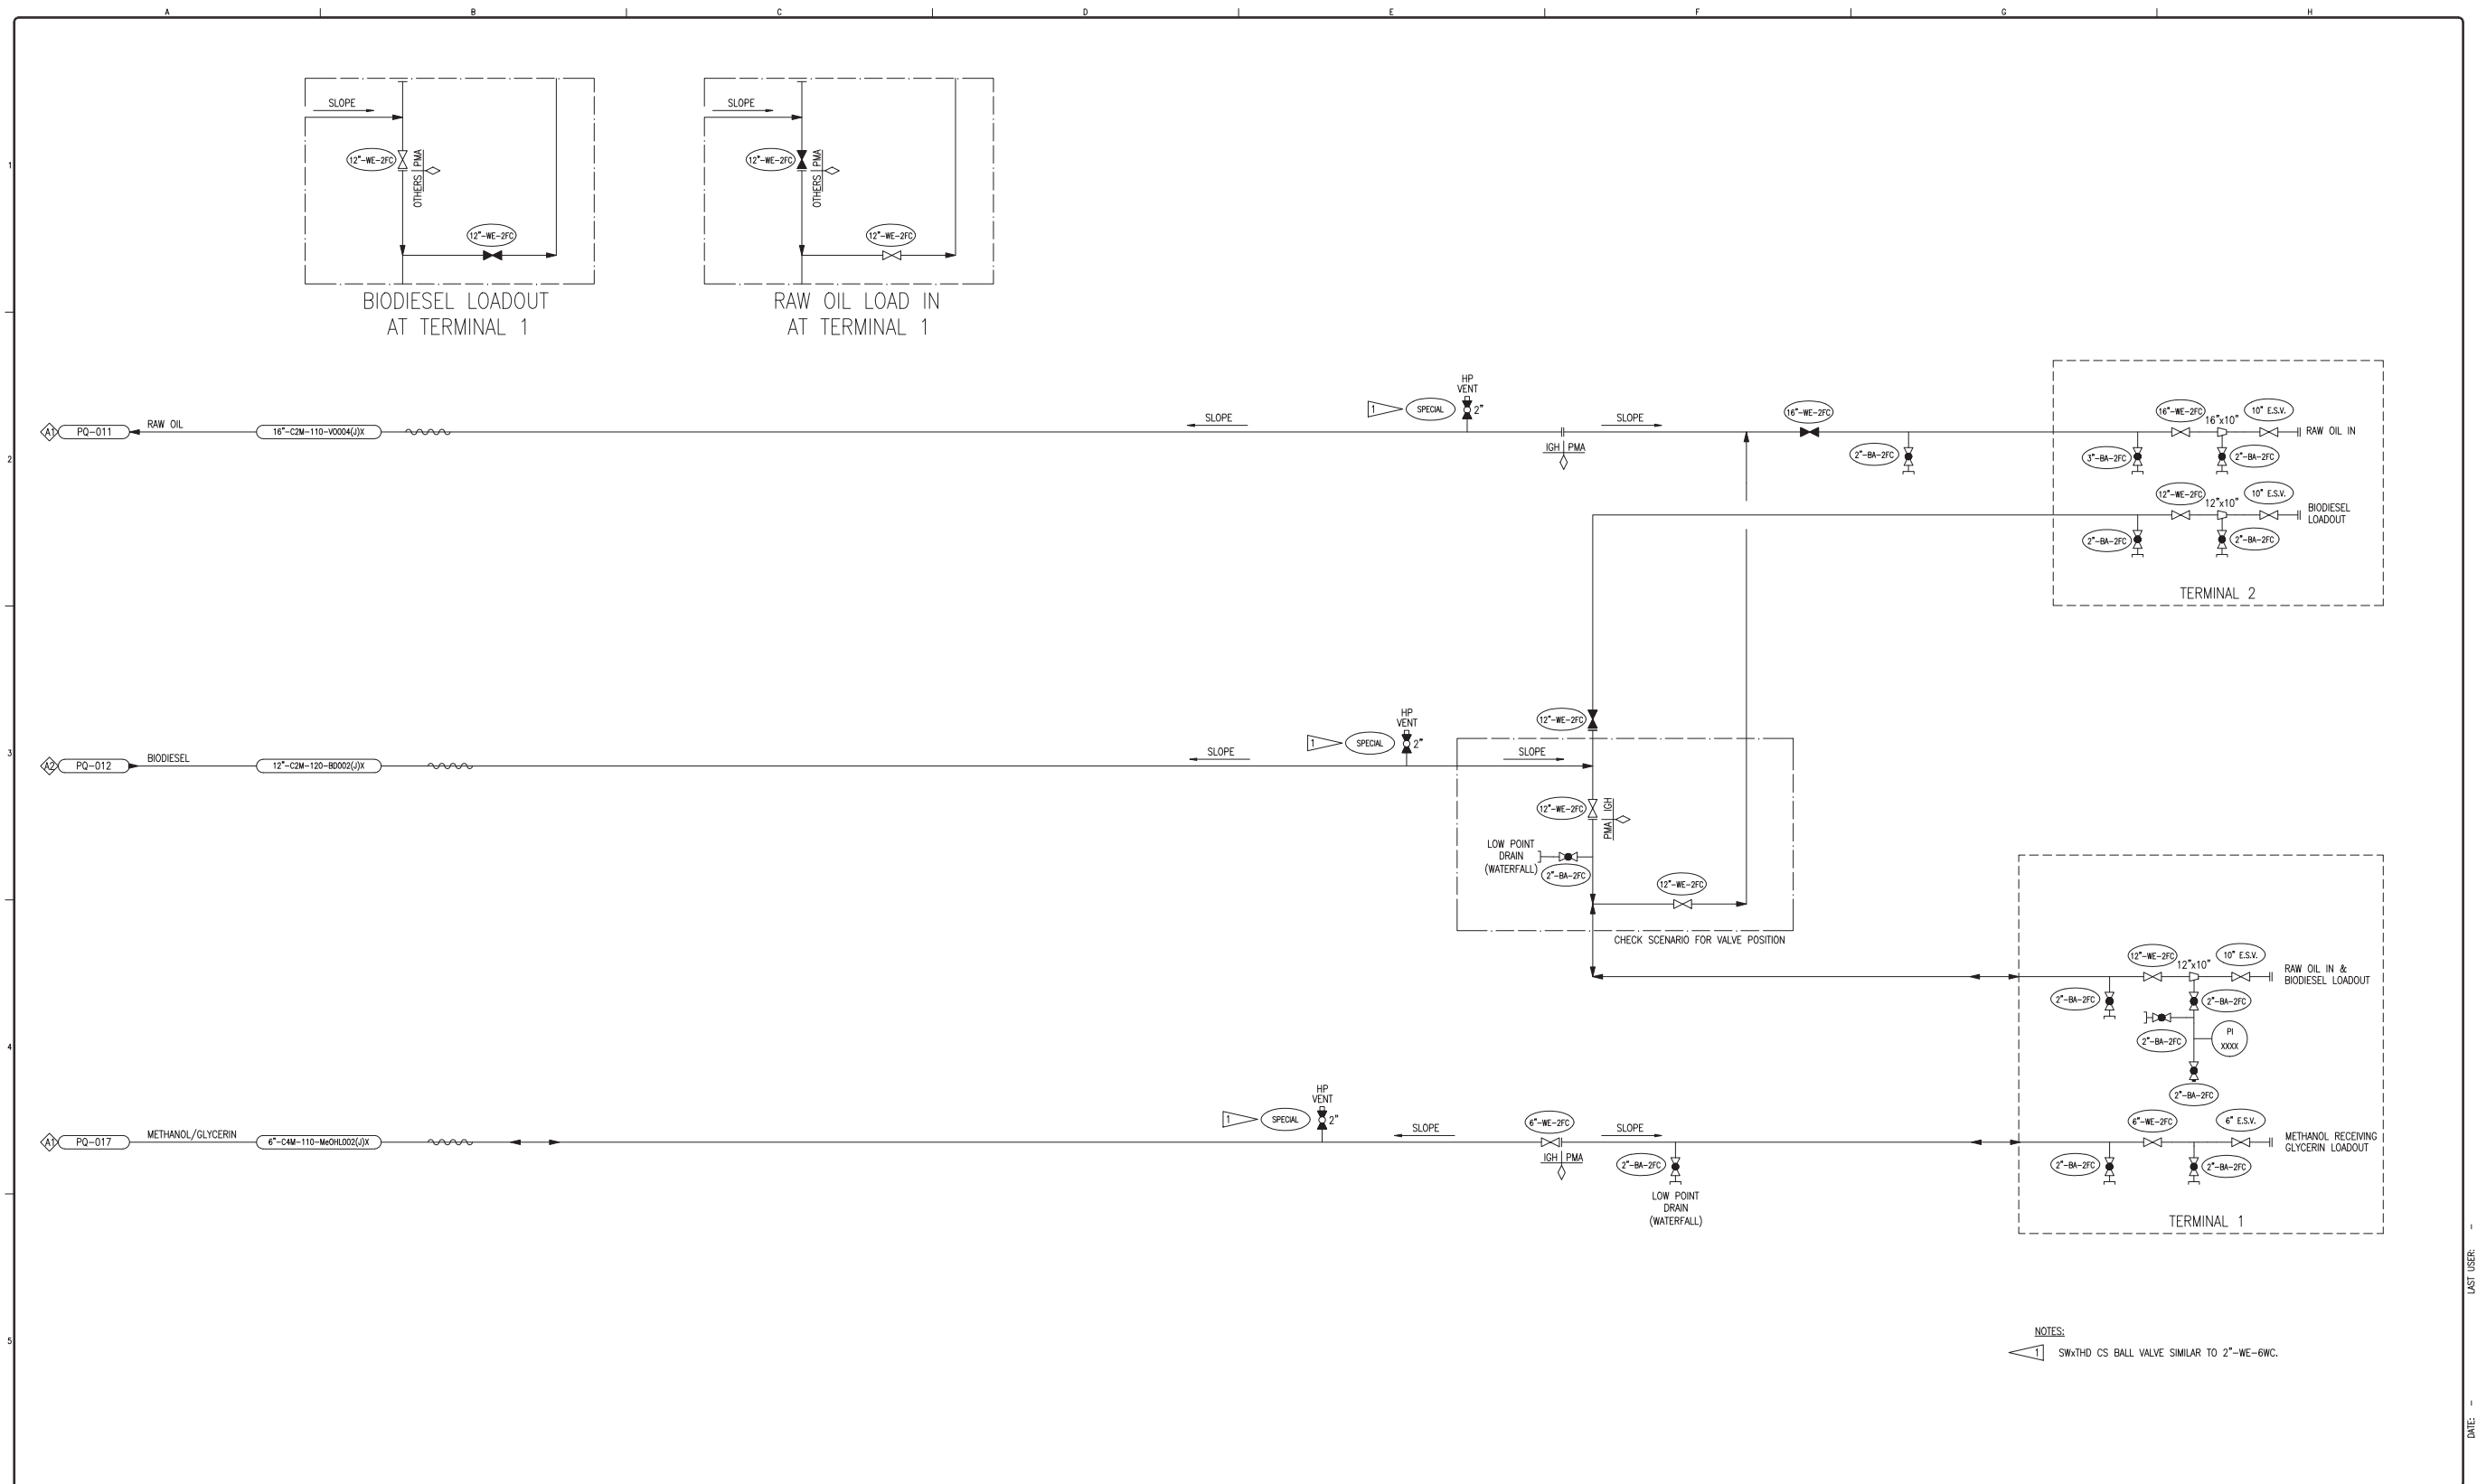 A B C D E F G H
1
SLOPE
12"-WE-2FC
OTHERS PMA
12"-WE-2FC
BIODIESEL LOADOUT
AT TERMINAL 1
SLOPE
12"-WE-2FC
OTHERS PMA
12"-WE-2FC
RAW OIL LOAD IN
AT TERMINAL 1
2
A1 PQ-011
RAW OIL
16"-C2M-110-VO004(J)X
SLOPE
1
SPECIAL
HP
VENT
2"
IGH PMA
SLOPE
16"-WE-2FC
2"-BA-2FC
16"-WE-2FC
16"x10"
10" E.S.V.
RAW OIL IN
3"-BA-2FC
2"-BA-2FC
12"-WE-2FC
12"x10"
10" E.S.V.
BIODIESEL
LOADOUT
2"-BA-2FC
2"-BA-2FC
TERMINAL 2
3
A2 PQ-012
BIODIESEL
12"-C2M-120-BD002(J)X
SLOPE
1
SPECIAL
HP
VENT
2"
12"-WE-2FC
SLOPE
12"-WE-2FC
PMA IGH
LOW POINT
DRAIN
(WATERFALL)
2"-BA-2FC
12"-WE-2FC
CHECK SCENARIO FOR VALVE POSITION
4
12"-WE-2FC
12"x10"
10" E.S.V.
RAW OIL IN &
BIODIESEL LOADOUT
2"-BA-2FC
2"-BA-2FC
2"-BA-2FC
PI
XXXX
2"-BA-2FC
A1 PQ-017
METHANOL/GLYCERIN
6"-C4M-110-MeOHL002(J)X
1
SPECIAL
HP
VENT
2"
SLOPE
6"-WE-2FC
IGH PMA
SLOPE
2"-BA-2FC
LOW POINT
DRAIN
(WATERFALL)
6"-WE-2FC
6" E.S.V.
METHANOL RECEIVING
GLYCERIN LOADOUT
2"-BA-2FC
2"-BA-2FC
TERMINAL 1
5
NOTES:
1 SWxTHD CS BALL VALVE SIMILAR TO 2"-WE-6WC.
LAST USER: -
DATE: -